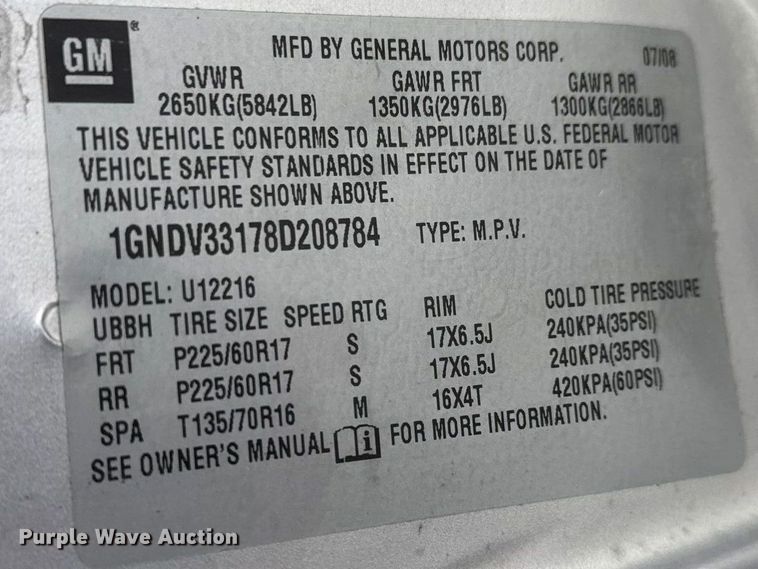 GM ®
MFD BY GENERAL MOTORS CORP. 07/08
GVWR GAWR FRT GAWR RR
2650KG(5842LB) 1350KG(2976LB) 1300KG(2866LB)
THIS VEHICLE CONFORMS TO ALL APPLICABLE U.S. FEDERAL MOTOR
VEHICLE SAFETY STANDARDS IN EFFECT ON THE DATE OF
MANUFACTURE SHOWN ABOVE.
1GNDV33178D208784 TYPE: M.P.V.
MODEL: U12216
UBBH TIRE SIZE SPEED RTG RIM COLD TIRE PRESSURE
FRT P225/60R17 S 17X6.5J 240KPA(35PSI)
RR P225/60R17 S 17X6.5J 240KPA(35PSI)
SPA T135/70R16 M 16X4T 420KPA(60PSI)
SEE OWNER'S MANUAL i FOR MORE INFORMATION.
Purple Wave Auction